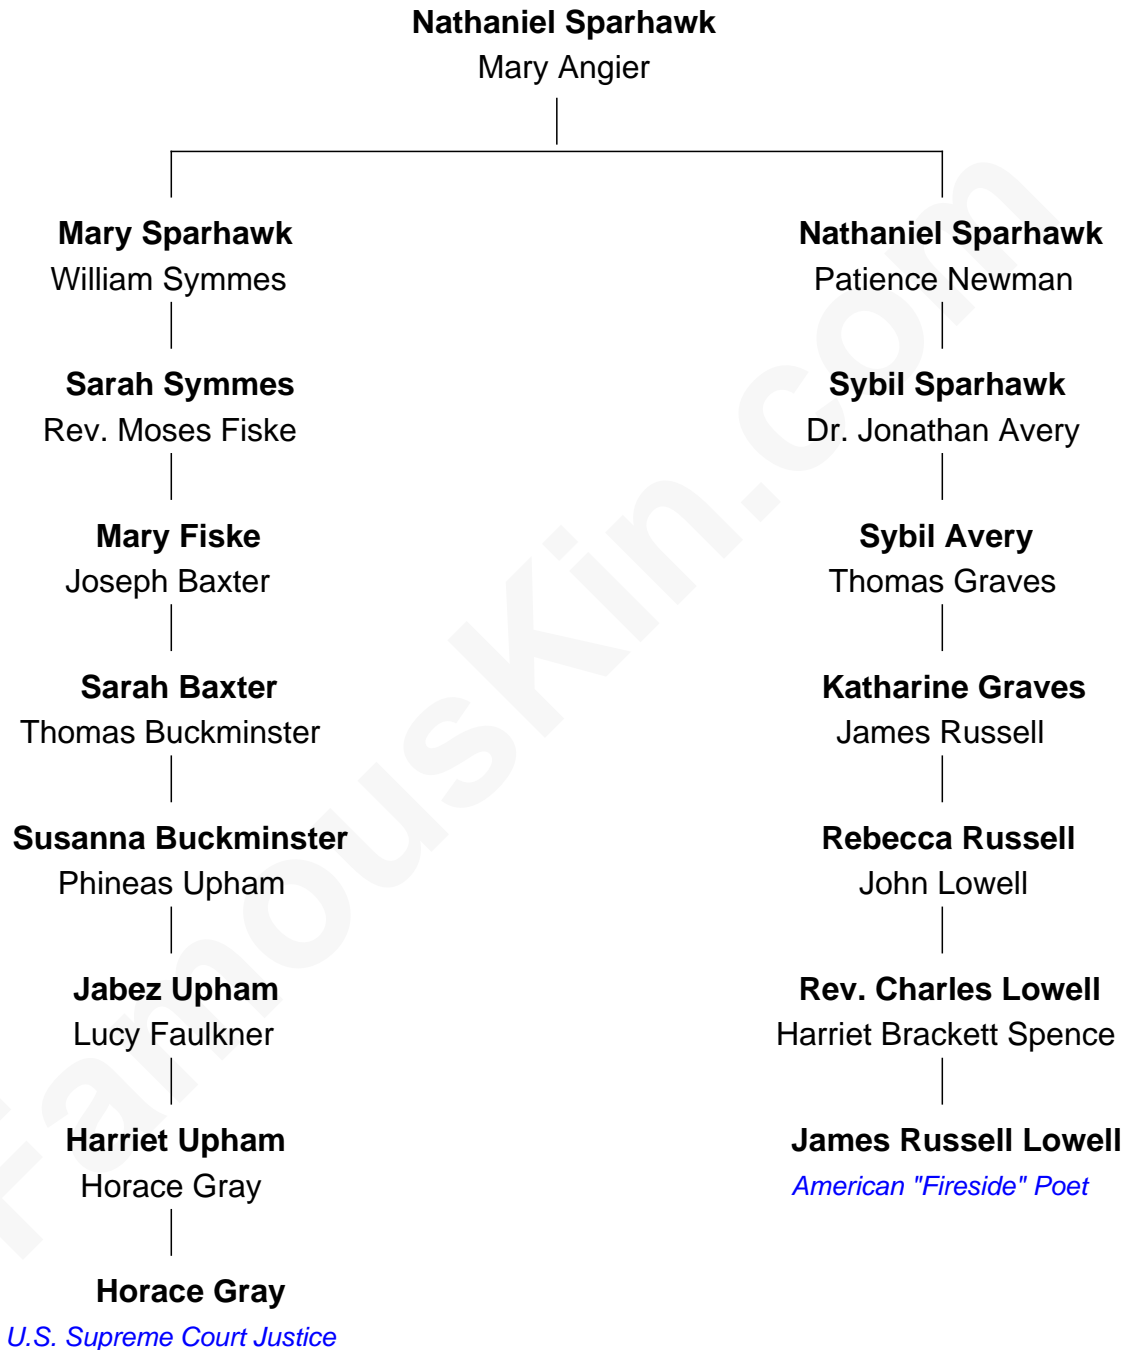 Nathaniel Sparhawk
Mary Angier
Mary Sparhawk
William Symmes
Nathaniel Sparhawk
Patience Newman
Sarah Symmes
Rev. Moses Fiske
Sybil Sparhawk
Dr. Jonathan Avery
Mary Fiske
Joseph Baxter
Sybil Avery
Thomas Graves
Sarah Baxter
Thomas Buckminster
Katharine Graves
James Russell
Susanna Buckminster
Phineas Upham
Rebecca Russell
John Lowell
Jabez Upham
Lucy Faulkner
Rev. Charles Lowell
Harriet Brackett Spence
Harriet Upham
Horace Gray
James Russell Lowell
American "Fireside" Poet
Horace Gray
U.S. Supreme Court Justice
FamousKin.com